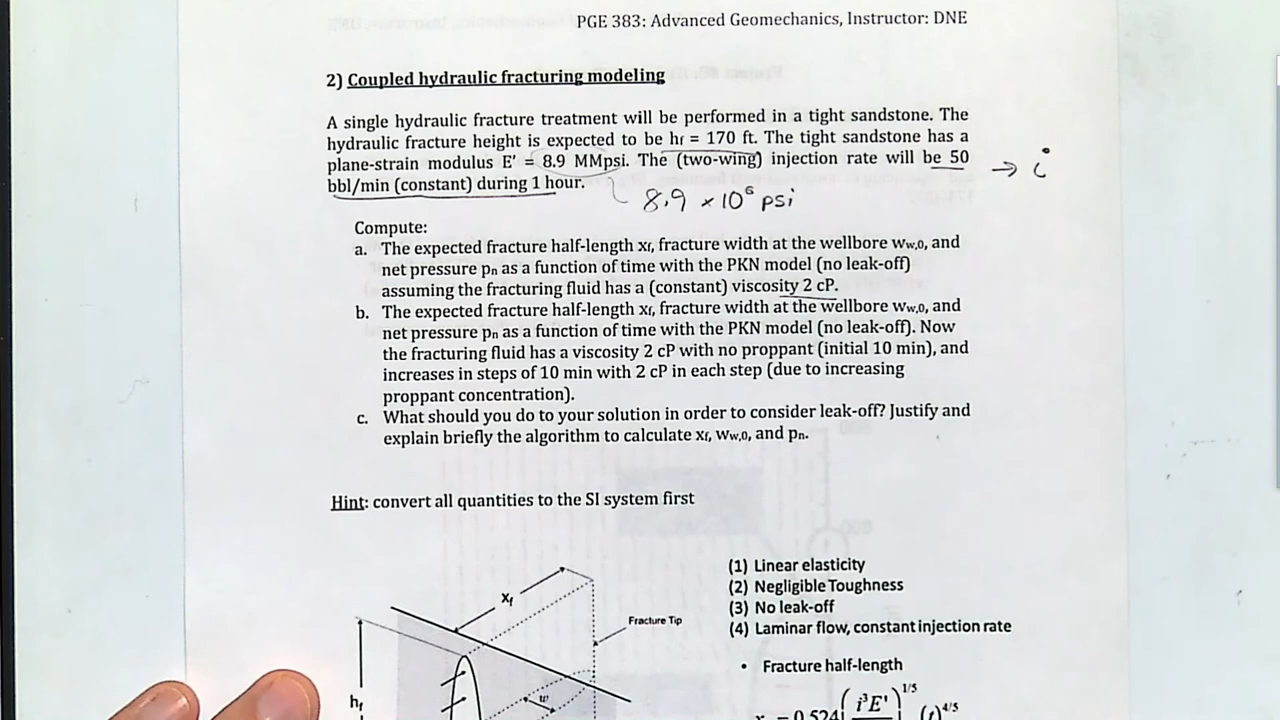 PGE 383: Advanced Geomechanics, Instructor: DNE
2) Coupled hydraulic fracturing modeling
A single hydraulic fracture treatment will be performed in a tight sandstone. The
hydraulic fracture height is expected to be hf = 170 ft. The tight sandstone has a
plane-strain modulus E' = 8.9 MMpsi. The (two-wing) injection rate will be 50
bbl/min (constant) during 1 hour.
→ i
8.9 × 10⁶ psi
Compute:
a. The expected fracture half-length xf, fracture width at the wellbore ww,0, and
net pressure pn as a function of time with the PKN model (no leak-off)
assuming the fracturing fluid has a (constant) viscosity 2 cP.
b. The expected fracture half-length xf, fracture width at the wellbore ww,0, and
net pressure pn as a function of time with the PKN model (no leak-off). Now
the fracturing fluid has a viscosity 2 cP with no proppant (initial 10 min), and
increases in steps of 10 min with 2 cP in each step (due to increasing
proppant concentration).
c. What should you do to your solution in order to consider leak-off? Justify and
explain briefly the algorithm to calculate xf, ww,0, and pn.
Hint: convert all quantities to the SI system first
(1) Linear elasticity
(2) Negligible Toughness
(3) No leak-off
(4) Laminar flow, constant injection rate
xf
Fracture Tip
• Fracture half-length
hf
w
= 0.524 (i³E')^1/5 (t)^4/5